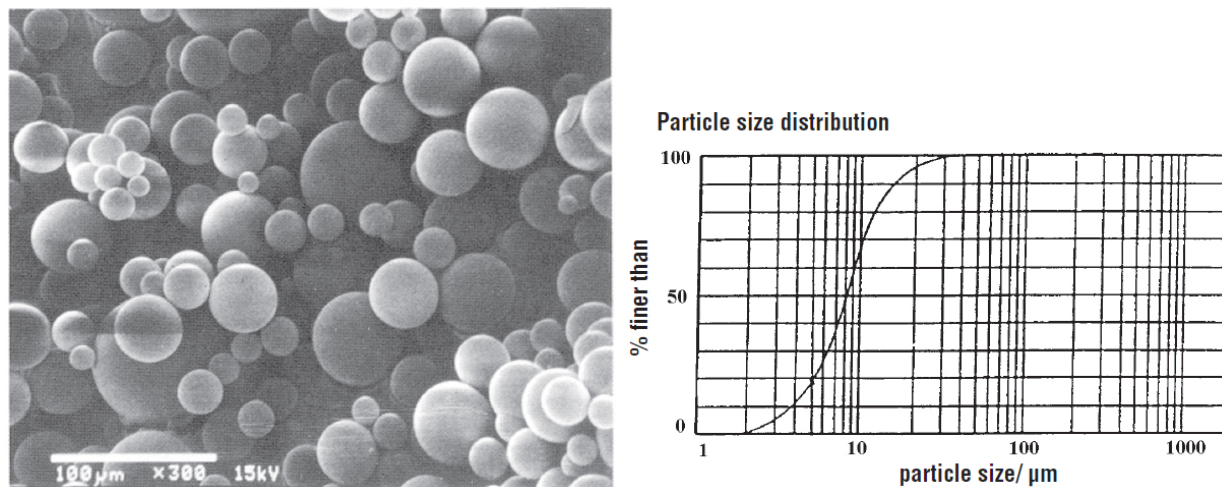 100µm ×300 15kV
Particle size distribution
100
50
0
% finer than
1 10 100 1000
particle size/ µm